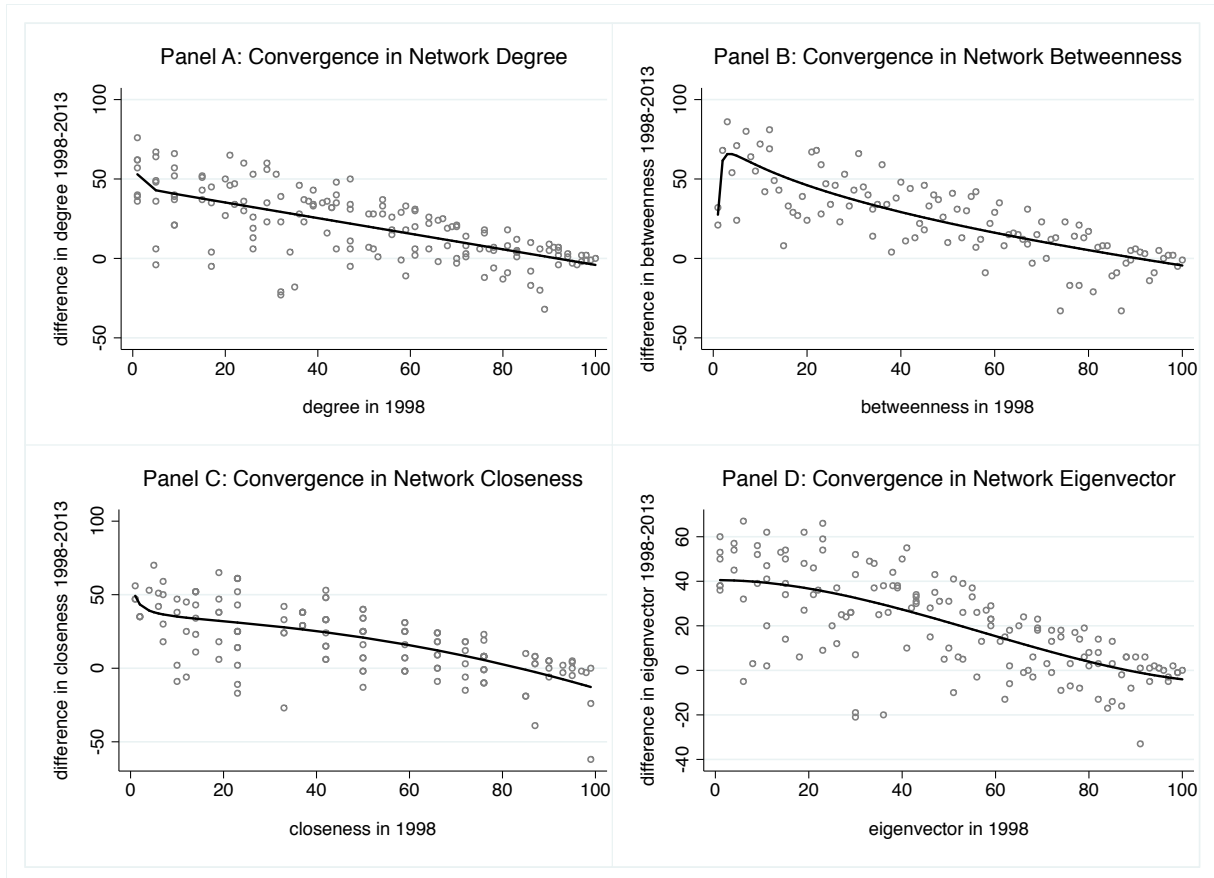 Panel A: Convergence in Network Degree
difference in degree 1998-2013
100
50
0
-50
0 20 40 60 80 100
degree in 1998
Panel B: Convergence in Network Betweenness
difference in betweenness 1998-2013
100
50
0
-50
0 20 40 60 80 100
betweenness in 1998
Panel C: Convergence in Network Closeness
difference in closeness 1998-2013
100
50
0
-50
0 20 40 60 80 100
closeness in 1998
Panel D: Convergence in Network Eigenvector
difference in eigenvector 1998-2013
60
40
20
0
-20
-40
0 20 40 60 80 100
eigenvector in 1998